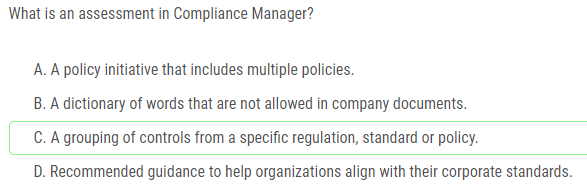 What is an assessment in Compliance Manager?
A. A policy initiative that includes multiple policies.
B. A dictionary of words that are not allowed in company documents.
C. A grouping of controls from a specific regulation, standard or policy.
D. Recommended guidance to help organizations align with their corporate standards.